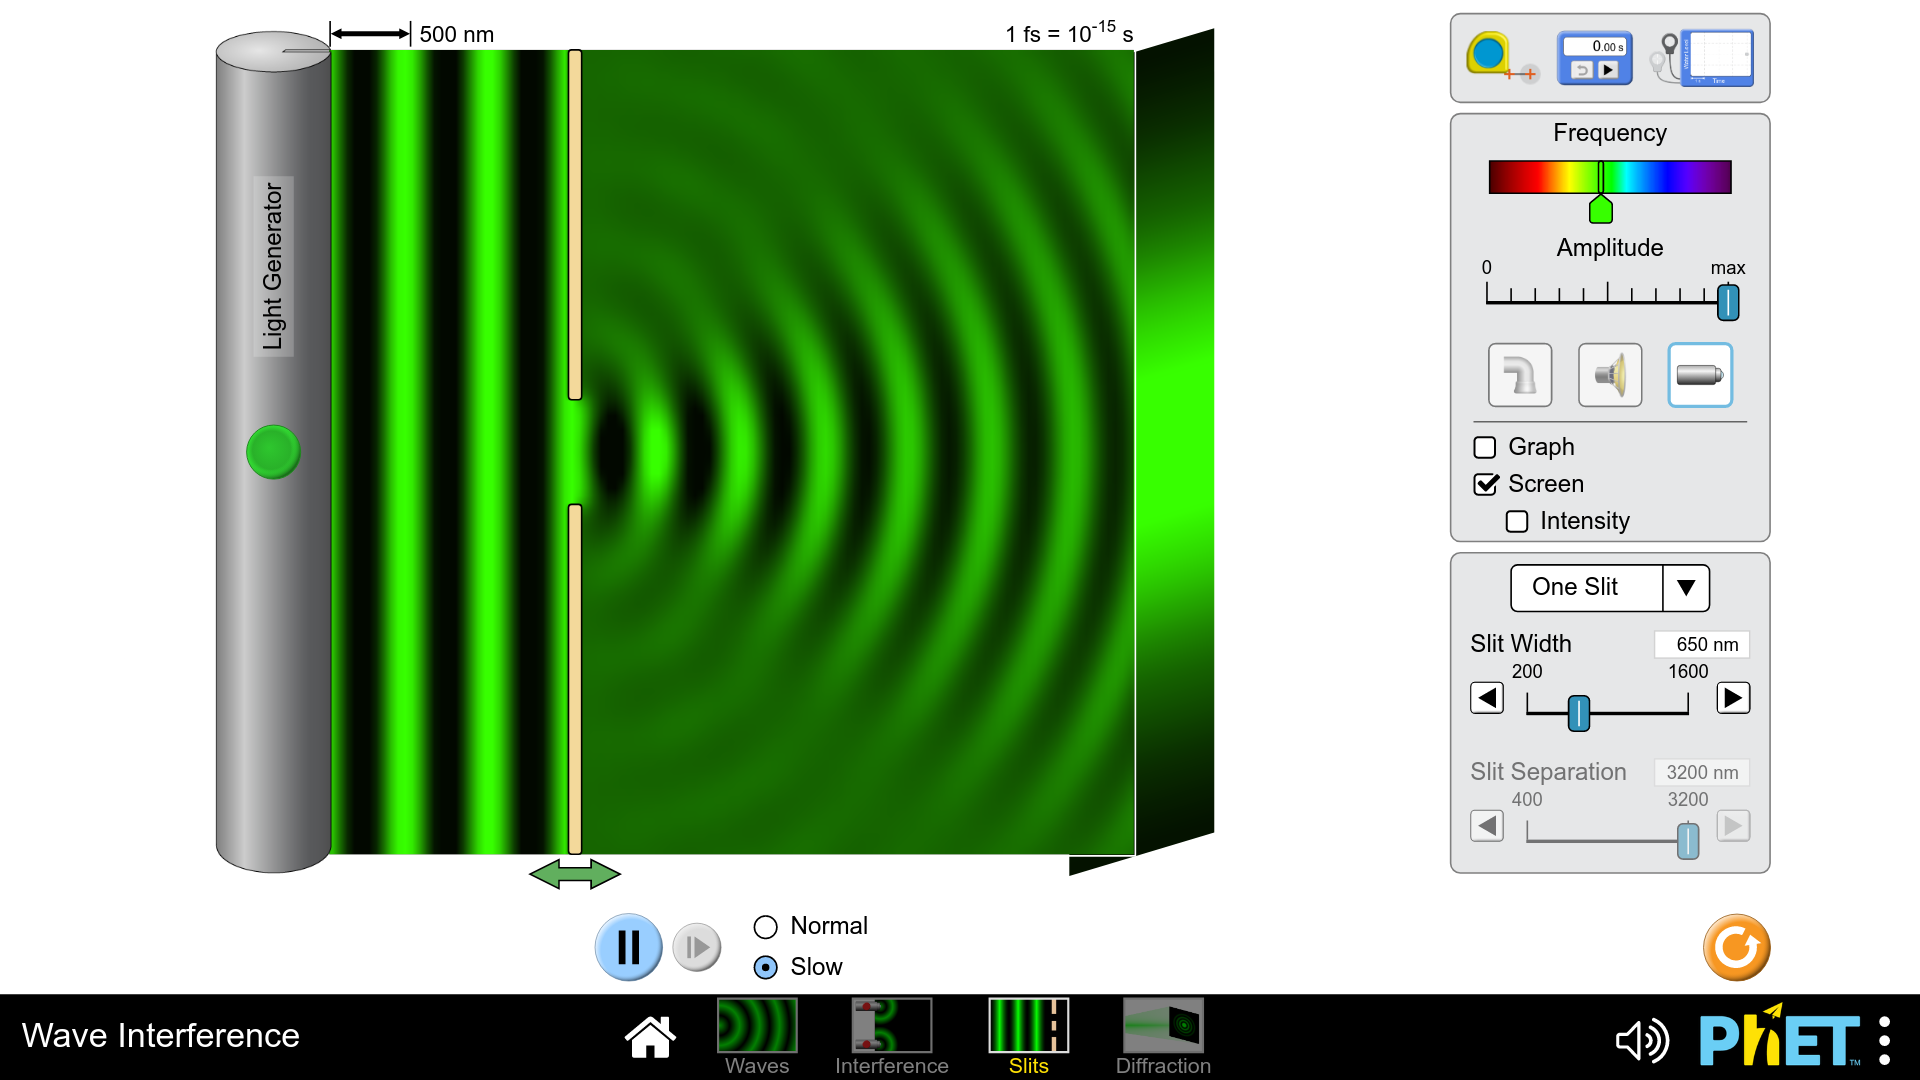 500 nm
1 fs = 10-15 s
Light Generator
0.00 s
Time
Frequency
Amplitude
0 max
Graph
Screen
Intensity
One Slit
Slit Width 650 nm
200 1600
Slit Separation 3200 nm
400 3200
Normal
Slow
Wave Interference
Waves
Interference
Slits
Diffraction
PhET™